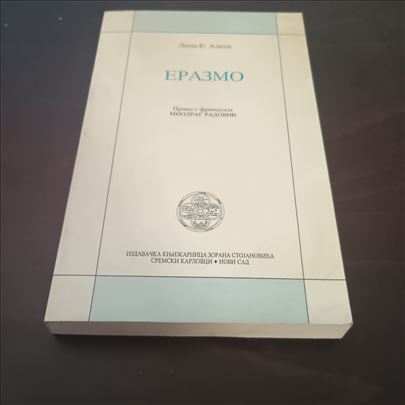 Леон-Е. Алкен
ЕРАЗМО
Превео с француског
МИОДРАГ РАДОВИЋ
ИЗДАВАЧКА КЊИЖАРНИЦА ЗОРАНА СТОЈАНОВИЋА
СРЕМСКИ КАРЛОВЦИ • НОВИ САД